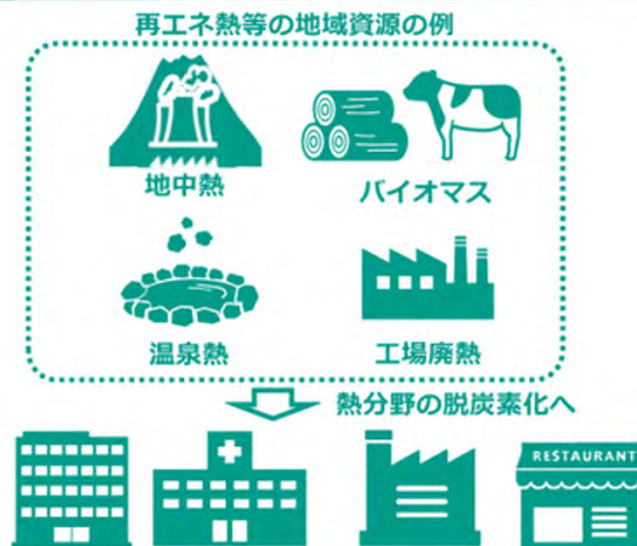 再エネ熱等の地域資源の例
地中熱
バイオマス
温泉熱
工場廃熱
熱分野の脱炭素化へ
RESTAURANT